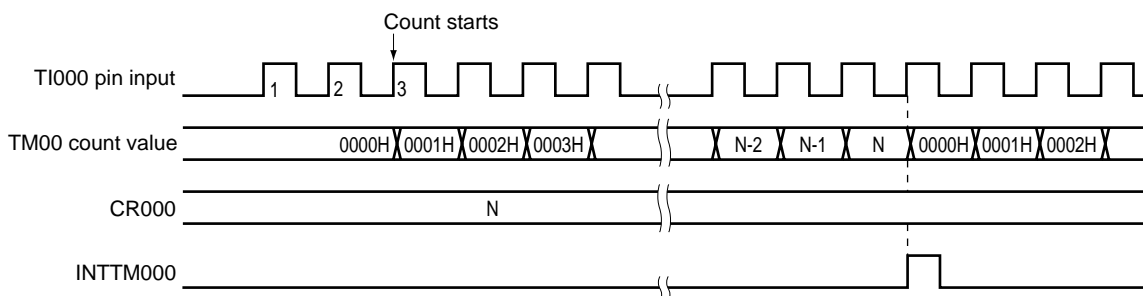 Count starts
TI000 pin input 1 2 3
TM00 count value 0000H 0001H 0002H 0003H N-2 N-1 N 0000H 0001H 0002H
CR000 N
INTTM000